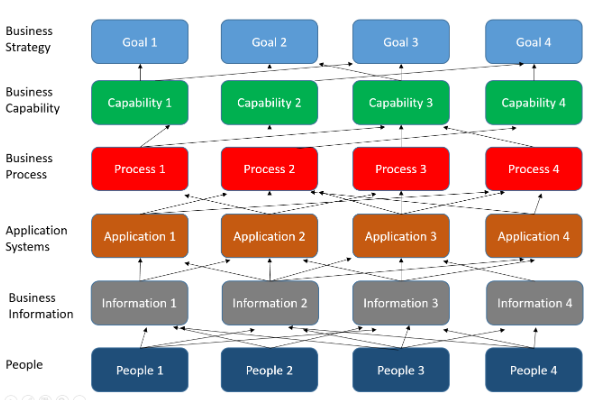 Business
Strategy
Goal 1
Goal 2
Goal 3
Goal 4
Business
Capability
Capability 1
Capability 2
Capability 3
Capability 4
Business
Process
Process 1
Process 2
Process 3
Process 4
Application
Systems
Application 1
Application 2
Application 3
Application 4
Business
Information
Information 1
Information 2
Information 3
Information 4
People
People 1
People 2
People 3
People 4